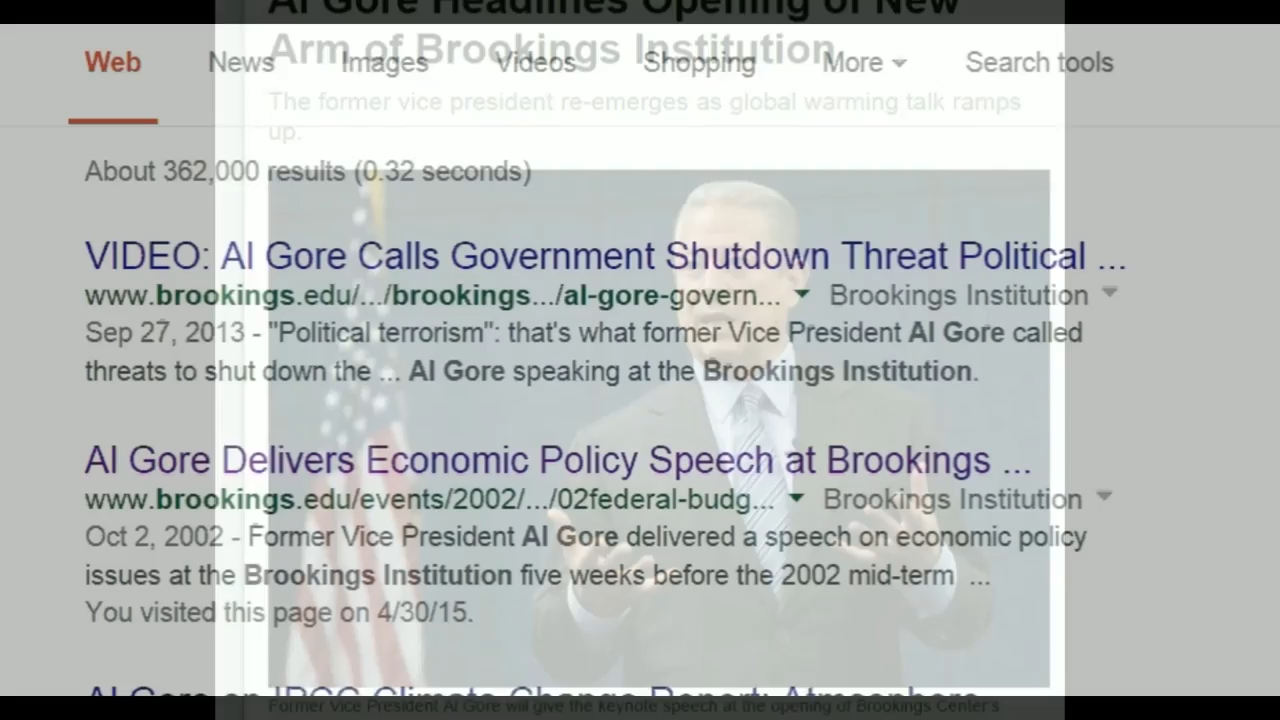 Al Gore Headlines Opening of New
Arm of Brookings Institution
Web News Images Videos Shopping More Search tools
The former vice president re-emerges as global warming talk ramps
up.
About 362,000 results (0.32 seconds)
VIDEO: Al Gore Calls Government Shutdown Threat Political ...
www.brookings.edu/.../brookings.../al-gore-govern... Brookings Institution
Sep 27, 2013 - "Political terrorism": that's what former Vice President Al Gore called
threats to shut down the ... Al Gore speaking at the Brookings Institution.
Al Gore Delivers Economic Policy Speech at Brookings ...
www.brookings.edu/events/2002/.../02federal-budg... Brookings Institution
Oct 2, 2002 - Former Vice President Al Gore delivered a speech on economic policy
issues at the Brookings Institution five weeks before the 2002 mid-term ...
You visited this page on 4/30/15.
Al Gore on IPCC Climate Change Report: Atmosphere
Former Vice President Al Gore will give the keynote speech at the opening of Brookings Center's